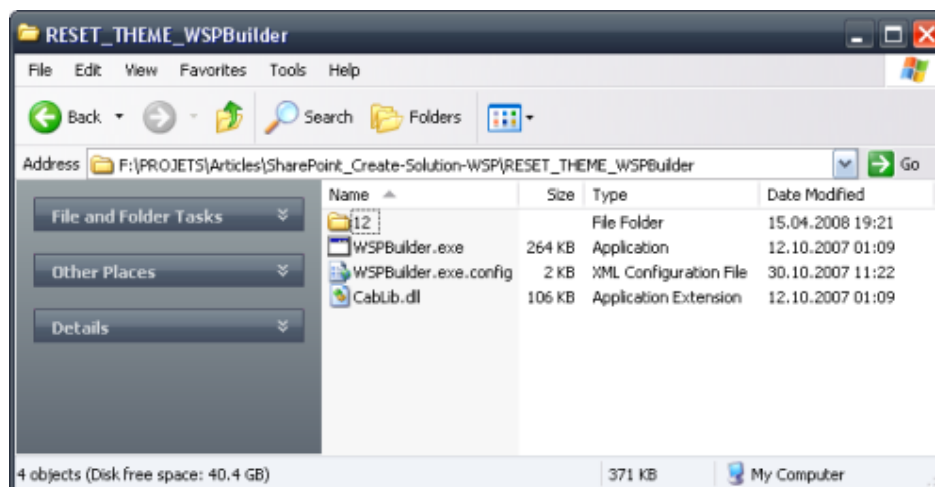 RESET_THEME_WSPBuilder
File Edit View Favorites Tools Help
Back Search Folders
Address F:\PROJETS\Articles\SharePoint_Create-Solution-WSP\RESET_THEME_WSPBuilder Go
File and Folder Tasks
Other Places
Details
Name Size Type Date Modified
12 File Folder 15.04.2008 19:21
WSPBuilder.exe 264 KB Application 12.10.2007 01:09
WSPBuilder.exe.config 2 KB XML Configuration File 30.10.2007 11:22
CabLib.dll 106 KB Application Extension 12.10.2007 01:09
4 objects (Disk free space: 40.4 GB) 371 KB My Computer